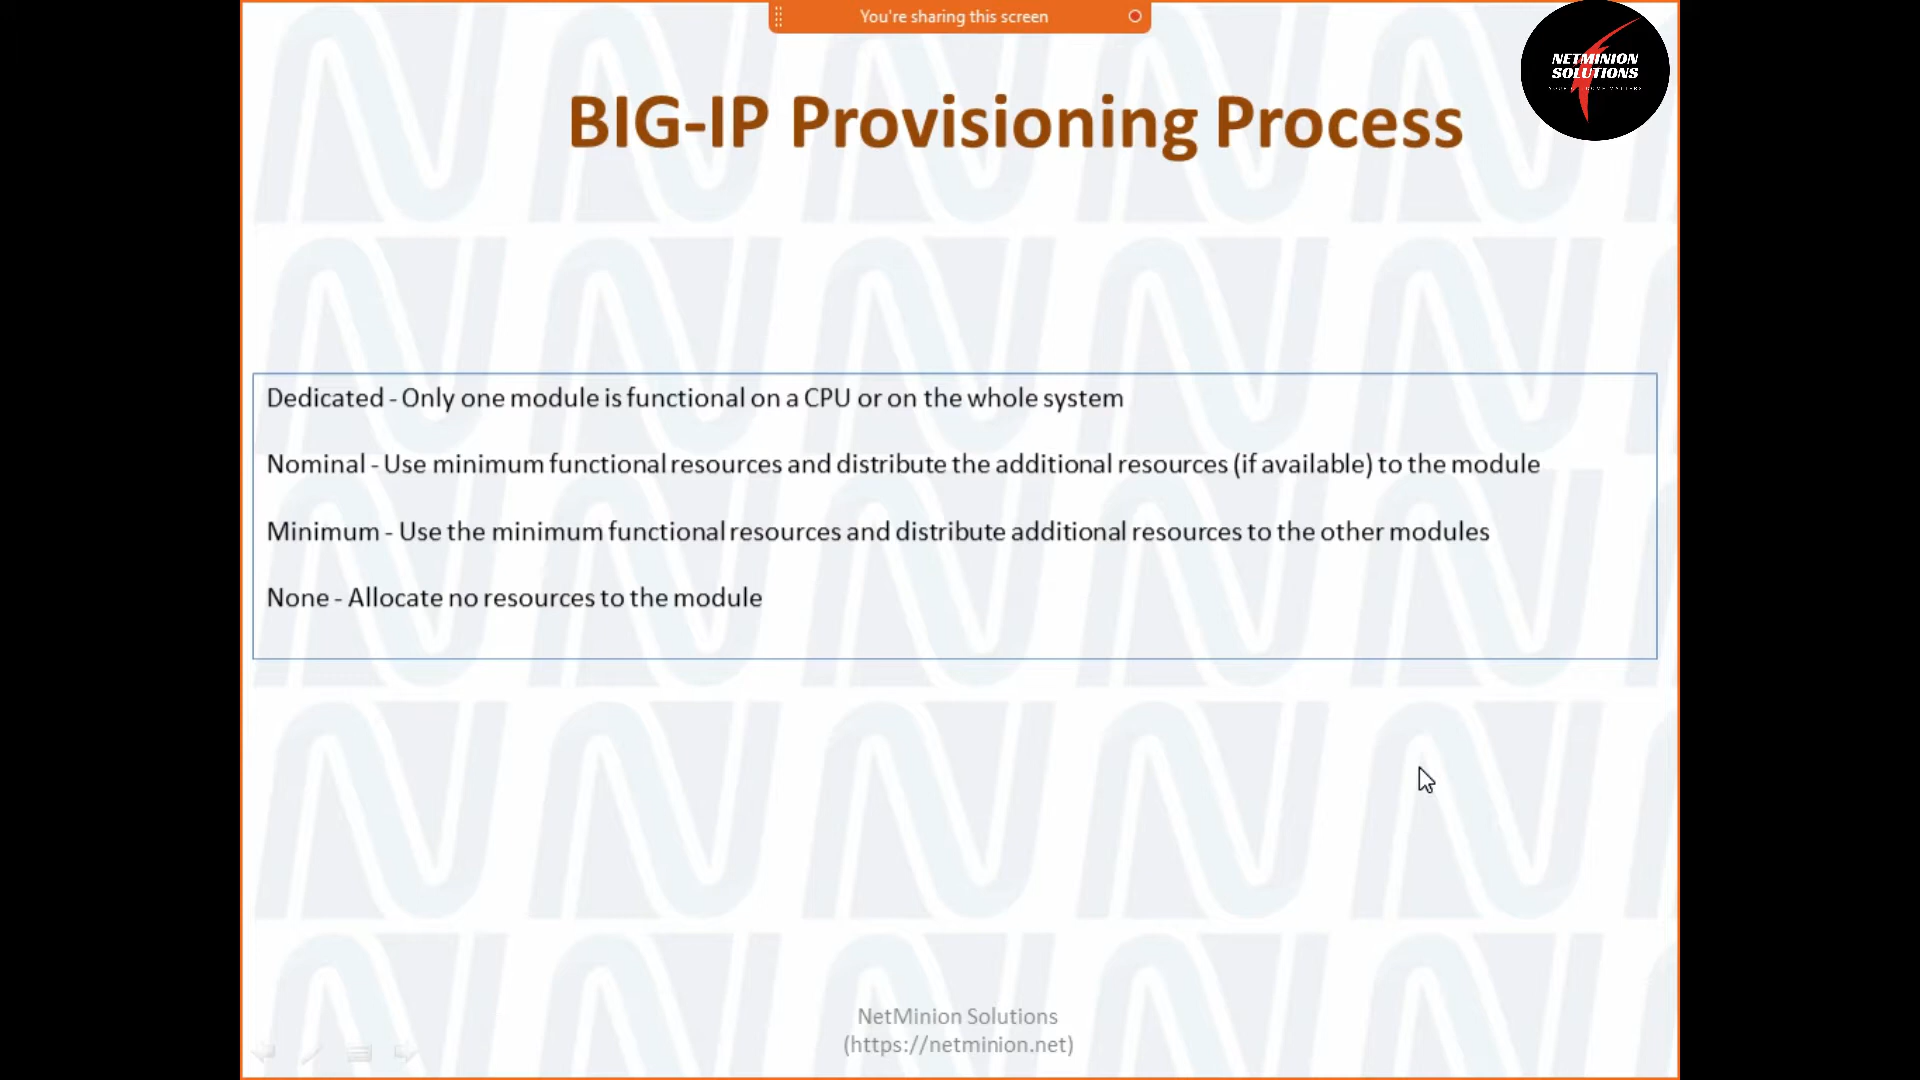 You're sharing this screen
NETMINION
SOLUTIONS
BIG-IP Provisioning Process
Dedicated - Only one module is functional on a CPU or on the whole system
Nominal - Use minimum functional resources and distribute the additional resources (if available) to the module
Minimum - Use the minimum functional resources and distribute additional resources to the other modules
None - Allocate no resources to the module
NetMinion Solutions
(https://netminion.net)